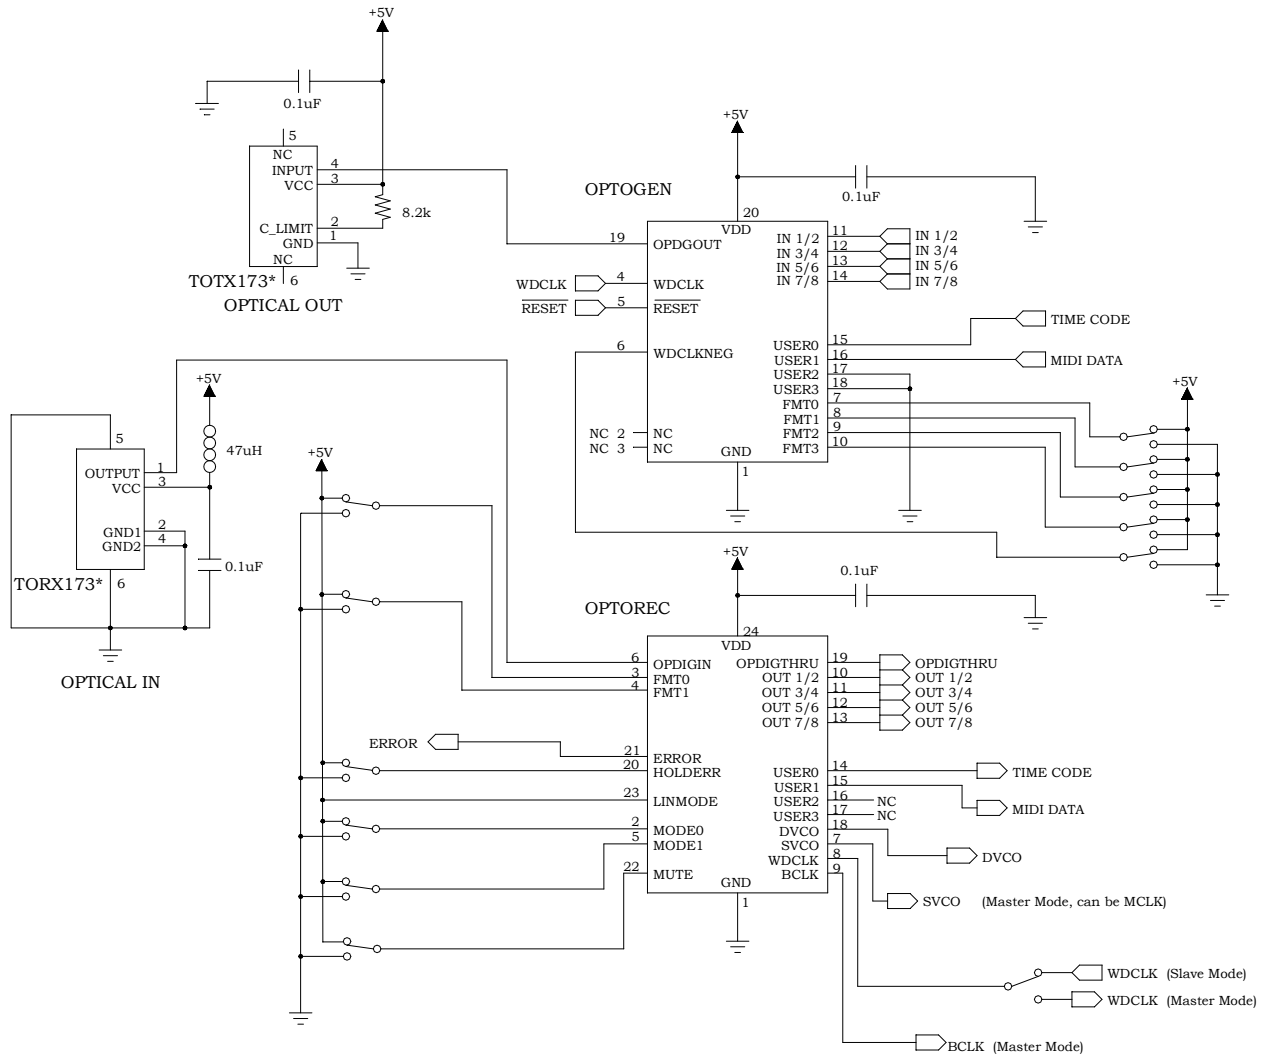 +5V
0.1uF
5
NC
INPUT 4
VCC 3
8.2k
C_LIMIT 2
GND 1
NC
6
TOTX173*
OPTICAL OUT
+5V
0.1uF
OPTOGEN
20
VDD
19 OPDGOUT
WDCLK 4 WDCLK
RESET 5 RESET
6 WDCLKNEG
NC 2 NC
NC 3 NC
GND
1
IN 1/2 11 IN 1/2
IN 3/4 12 IN 3/4
IN 5/6 13 IN 5/6
IN 7/8 14 IN 7/8
USER0 15 TIME CODE
USER1 16 MIDI DATA
USER2 17
USER3 18
FMT0 7
FMT1 8
FMT2 9
FMT3 10
+5V
+5V
47uH
5
OUTPUT 1
VCC 3
GND1 2
GND2 4
0.1uF
TORX173* 6
OPTICAL IN
+5V
+5V
0.1uF
OPTOREC
24
VDD
6 OPDIGIN
3 FMT0
4 FMT1
ERROR 21 ERROR
20 HOLDERR
23 LINMODE
2 MODE0
5 MODE1
22 MUTE
GND
1
OPDIGTHRU 19 OPDIGTHRU
OUT 1/2 10 OUT 1/2
OUT 3/4 11 OUT 3/4
OUT 5/6 12 OUT 5/6
OUT 7/8 13 OUT 7/8
USER0 14 TIME CODE
USER1 15 MIDI DATA
USER2 16 NC
USER3 17 NC
DVCO 18 DVCO
SVCO 7 SVCO (Master Mode, can be MCLK)
WDCLK 8
BCLK 9
WDCLK (Slave Mode)
WDCLK (Master Mode)
BCLK (Master Mode)